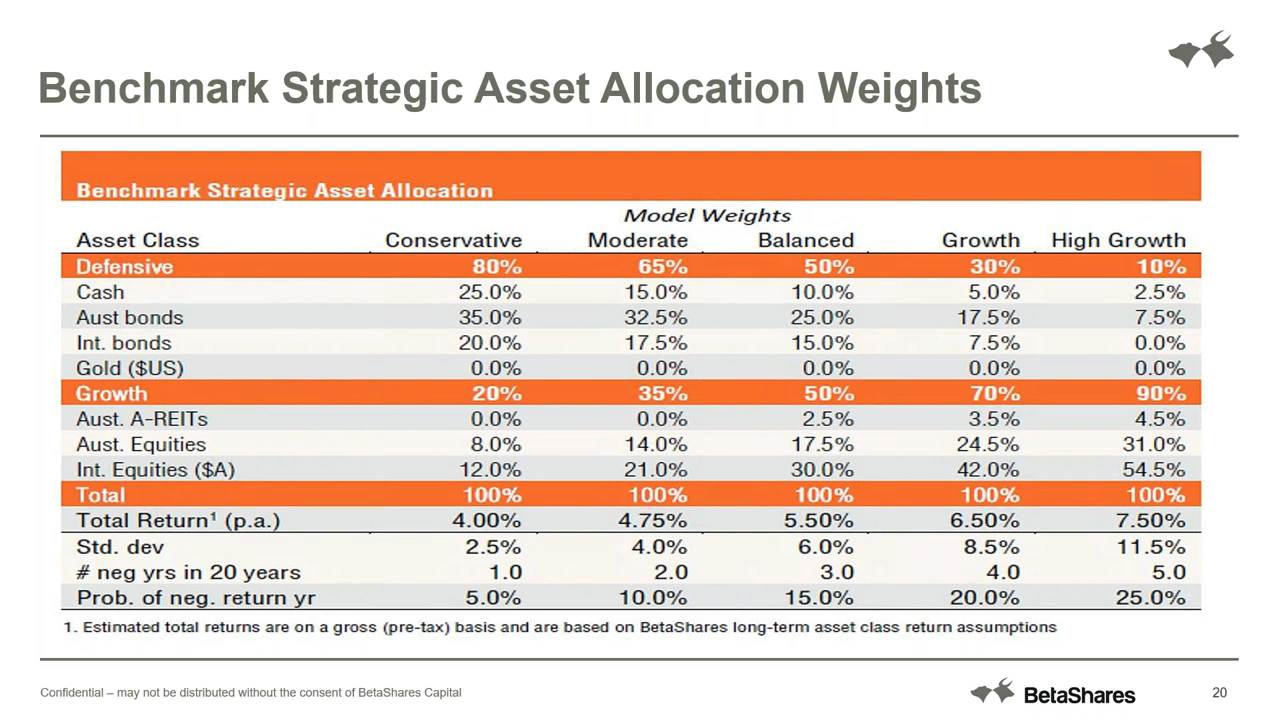 Benchmark Strategic Asset Allocation Weights
Benchmark Strategic Asset Allocation
Model Weights
Asset Class Conservative Moderate Balanced Growth High Growth
Defensive 80% 65% 50% 30% 10%
Cash 25.0% 15.0% 10.0% 5.0% 2.5%
Aust bonds 35.0% 32.5% 25.0% 17.5% 7.5%
Int. bonds 20.0% 17.5% 15.0% 7.5% 0.0%
Gold ($US) 0.0% 0.0% 0.0% 0.0% 0.0%
Growth 20% 35% 50% 70% 90%
Aust. A-REITs 0.0% 0.0% 2.5% 3.5% 4.5%
Aust. Equities 8.0% 14.0% 17.5% 24.5% 31.0%
Int. Equities ($A) 12.0% 21.0% 30.0% 42.0% 54.5%
Total 100% 100% 100% 100% 100%
Total Return¹ (p.a.) 4.00% 4.75% 5.50% 6.50% 7.50%
Std. dev 2.5% 4.0% 6.0% 8.5% 11.5%
# neg yrs in 20 years 1.0 2.0 3.0 4.0 5.0
Prob. of neg. return yr 5.0% 10.0% 15.0% 20.0% 25.0%
1. Estimated total returns are on a gross (pre-tax) basis and are based on BetaShares long-term asset class return assumptions
Confidential – may not be distributed without the consent of BetaShares Capital
BetaShares
20